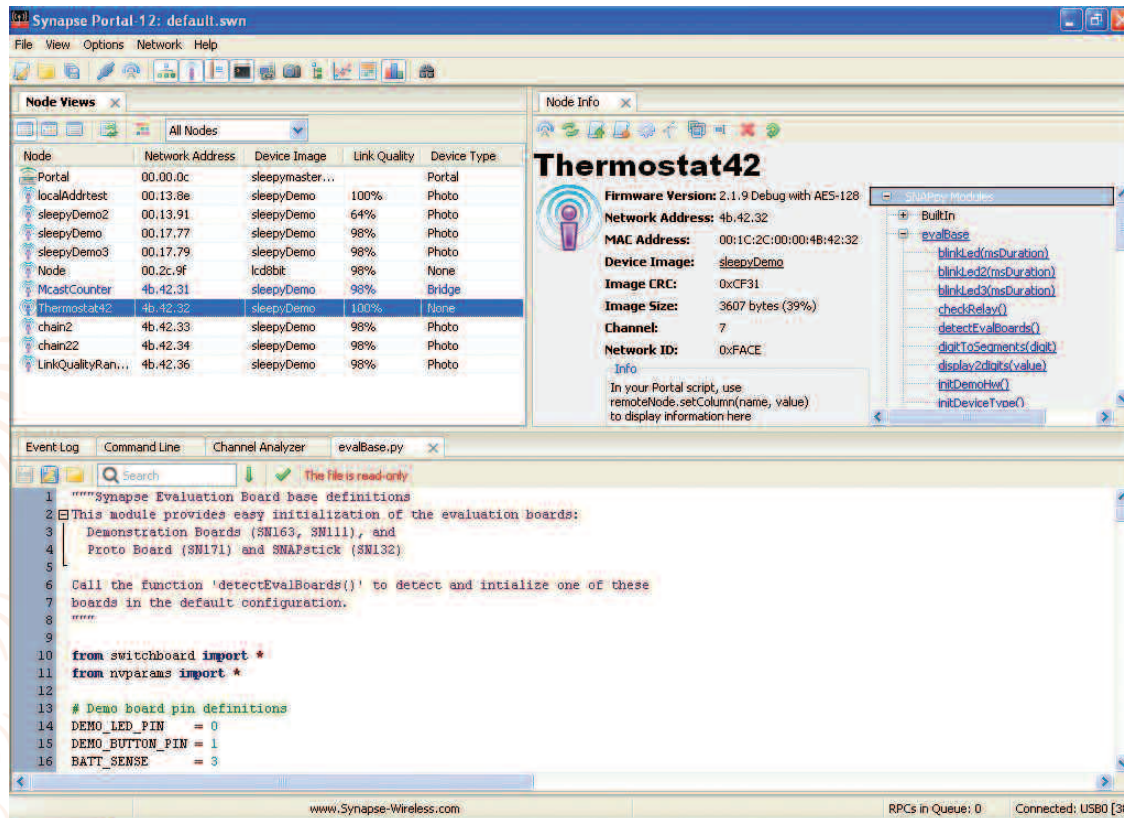 Synapse Portal-12: default.swn
File View Options Network Help
Node Views
All Nodes
Node Network Address Device Image Link Quality Device Type
Portal 00.00.0c sleepymaster... Portal
localAddrtest 00.13.8e sleepyDemo 100% Photo
sleepyDemo2 00.13.91 sleepyDemo 64% Photo
sleepyDemo 00.17.77 sleepyDemo 98% Photo
sleepyDemo3 00.17.79 sleepyDemo 98% Photo
Node 00.2c.9f lcd8bit 98% None
McastCounter 4b.42.31 sleepyDemo 98% Bridge
Thermostat42 4b.42.32 sleepyDemo 100% None
chain2 4b.42.33 sleepyDemo 98% Photo
chain22 4b.42.34 sleepyDemo 98% Photo
LinkQualityRan... 4b.42.36 sleepyDemo 98% Photo
Node Info
Thermostat42
Firmware Version: 2.1.9 Debug with AES-128
Network Address: 4b.42.32
MAC Address: 00:1C:2C:00:00:4B:42:32
Device Image: sleepyDemo
Image CRC: 0xCF31
Image Size: 3607 bytes (39%)
Channel: 7
Network ID: 0xFACE
Info
In your Portal script, use
remoteNode.setColumn(name, value)
to display information here
SNAPpy Modules
BuiltIn
evalBase
blinkLed(msDuration)
blinkLed2(msDuration)
blinkLed3(msDuration)
checkRelay()
detectEvalBoards()
digitToSegments(digit)
display2digits(value)
initDemoHw()
initDeviceType()
Event Log Command Line Channel Analyzer evalBase.py
Search The file is read-only
1 """Synapse Evaluation Board base definitions
2 This module provides easy initialization of the evaluation boards:
3 Demonstration Boards (SN163, SN111), and
4 Proto Board (SN171) and SNAPstick (SN132)
5
6 Call the function 'detectEvalBoards()' to detect and intialize one of these
7 boards in the default configuration.
8 """
9
10 from switchboard import *
11 from nvparams import *
12
13 # Demo board pin definitions
14 DEMO_LED_PIN = 0
15 DEMO_BUTTON_PIN = 1
16 BATT_SENSE = 3
www.Synapse-Wireless.com RPCs in Queue: 0 Connected: USB0